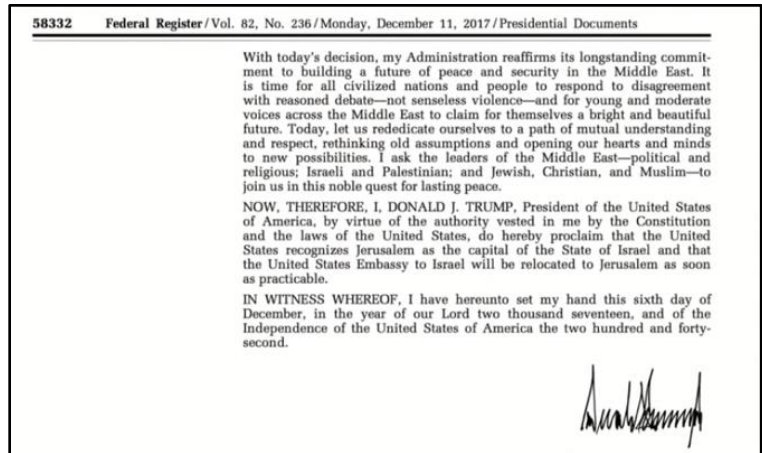 58332 Federal Register / Vol. 82, No. 236 / Monday, December 11, 2017 / Presidential Documents
With today's decision, my Administration reaffirms its longstanding commit-
ment to building a future of peace and security in the Middle East. It
is time for all civilized nations and people to respond to disagreement
with reasoned debate—not senseless violence—and for young and moderate
voices across the Middle East to claim for themselves a bright and beautiful
future. Today, let us rededicate ourselves to a path of mutual understanding
and respect, rethinking old assumptions and opening our hearts and minds
to new possibilities. I ask the leaders of the Middle East—political and
religious; Israeli and Palestinian; and Jewish, Christian, and Muslim—to
join us in this noble quest for lasting peace.
NOW, THEREFORE, I, DONALD J. TRUMP, President of the United States
of America, by virtue of the authority vested in me by the Constitution
and the laws of the United States, do hereby proclaim that the United
States recognizes Jerusalem as the capital of the State of Israel and that
the United States Embassy to Israel will be relocated to Jerusalem as soon
as practicable.
IN WITNESS WHEREOF, I have hereunto set my hand this sixth day of
December, in the year of our Lord two thousand seventeen, and of the
Independence of the United States of America the two hundred and forty-
second.